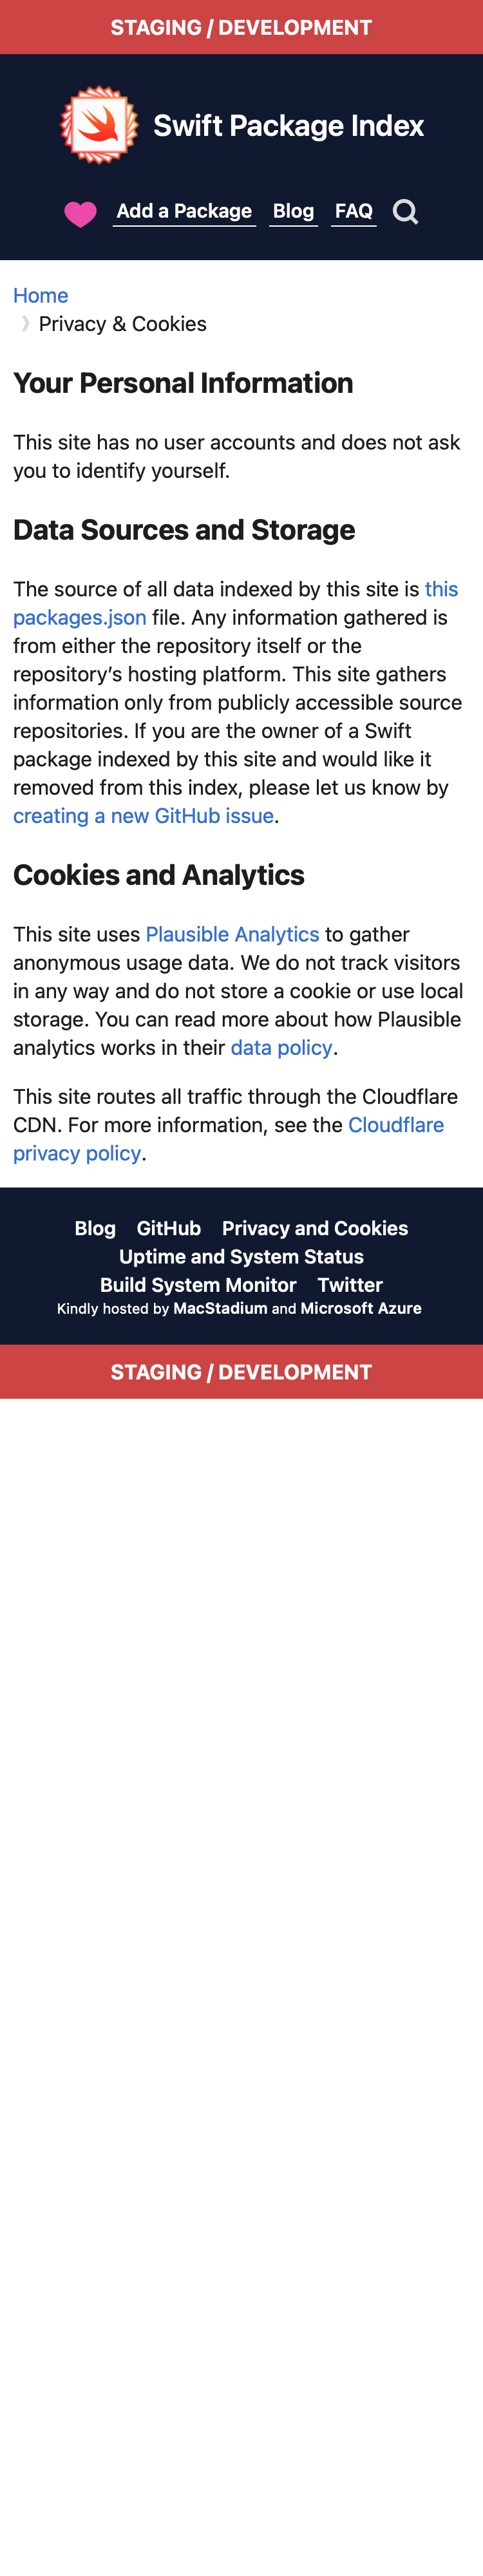 STAGING / DEVELOPMENT
Swift Package Index
Add a Package Blog FAQ
Home
Privacy & Cookies
Your Personal Information
This site has no user accounts and does not ask
you to identify yourself.
Data Sources and Storage
The source of all data indexed by this site is this
packages.json file. Any information gathered is
from either the repository itself or the
repository’s hosting platform. This site gathers
information only from publicly accessible source
repositories. If you are the owner of a Swift
package indexed by this site and would like it
removed from this index, please let us know by
creating a new GitHub issue.
Cookies and Analytics
This site uses Plausible Analytics to gather
anonymous usage data. We do not track visitors
in any way and do not store a cookie or use local
storage. You can read more about how Plausible
analytics works in their data policy.
This site routes all traffic through the Cloudflare
CDN. For more information, see the Cloudflare
privacy policy.
Blog GitHub Privacy and Cookies
Uptime and System Status
Build System Monitor Twitter
Kindly hosted by MacStadium and Microsoft Azure
STAGING / DEVELOPMENT